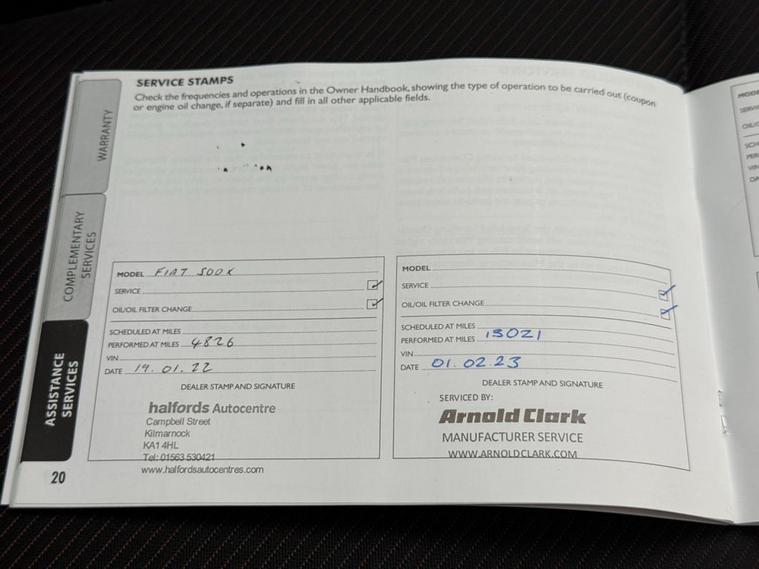 SERVICE STAMPS
Check the frequencies and operations in the Owner Handbook, showing the type of operation to be carried out (coupon
or engine oil change, if separate) and fill in all other applicable fields.
WARRANTY
COMPLEMENTARY
SERVICES
ASSISTANCE
SERVICES
MODEL FIAT 500X
SERVICE
OIL/OIL FILTER CHANGE
SCHEDULED AT MILES
PERFORMED AT MILES 4826
VIN
DATE 19.01.22
DEALER STAMP AND SIGNATURE
halfords Autocentre
Campbell Street
Kilmarnock
KA1 4HL
Tel: 01563 530421
www.halfordsautocentres.com
MODEL
SERVICE
OIL/OIL FILTER CHANGE
SCHEDULED AT MILES
PERFORMED AT MILES 13021
VIN
DATE 01.02.23
DEALER STAMP AND SIGNATURE
SERVICED BY:
Arnold Clark
MANUFACTURER SERVICE
WWW.ARNOLDCLARK.COM
20